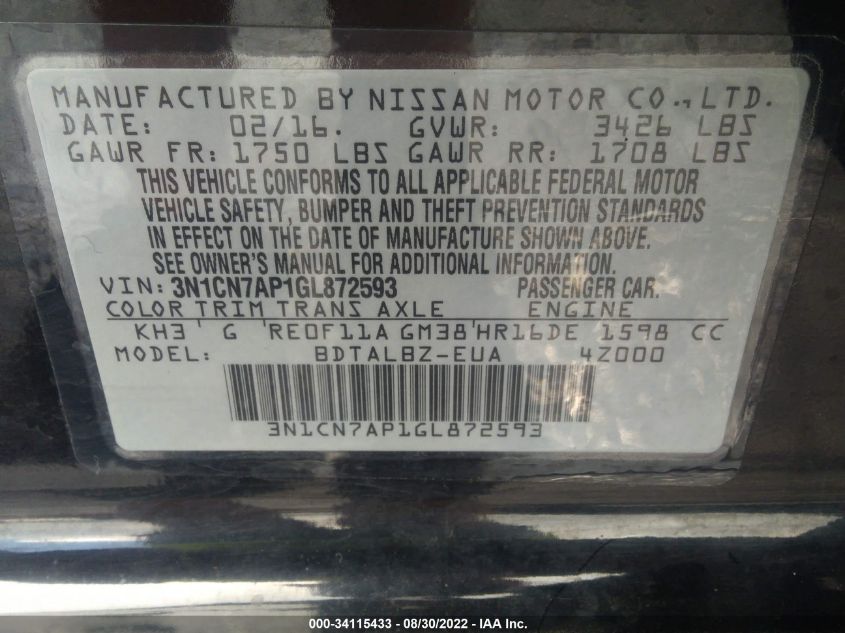 MANUFACTURED BY NISSAN MOTOR CO., LTD.
DATE: 02/16. GVWR: 3426 LBS
GAWR FR: 1750 LBS GAWR RR: 1708 LBS
THIS VEHICLE CONFORMS TO ALL APPLICABLE FEDERAL MOTOR
VEHICLE SAFETY, BUMPER AND THEFT PREVENTION STANDARDS
IN EFFECT ON THE DATE OF MANUFACTURE SHOWN ABOVE.
SEE OWNER'S MANUAL FOR ADDITIONAL INFORMATION
VIN: 3N1CN7AP1GL872593 PASSENGER CAR.
COLOR TRIM TRANS AXLE ENGINE
KH3 ' G 'RE0F11A GM38'HR16DE 1598 CC
MODEL: BDTALBZ-EUA 4Z000
3N1CN7AP1GL872593
000-34115433 - 08/30/2022 - IAA Inc.